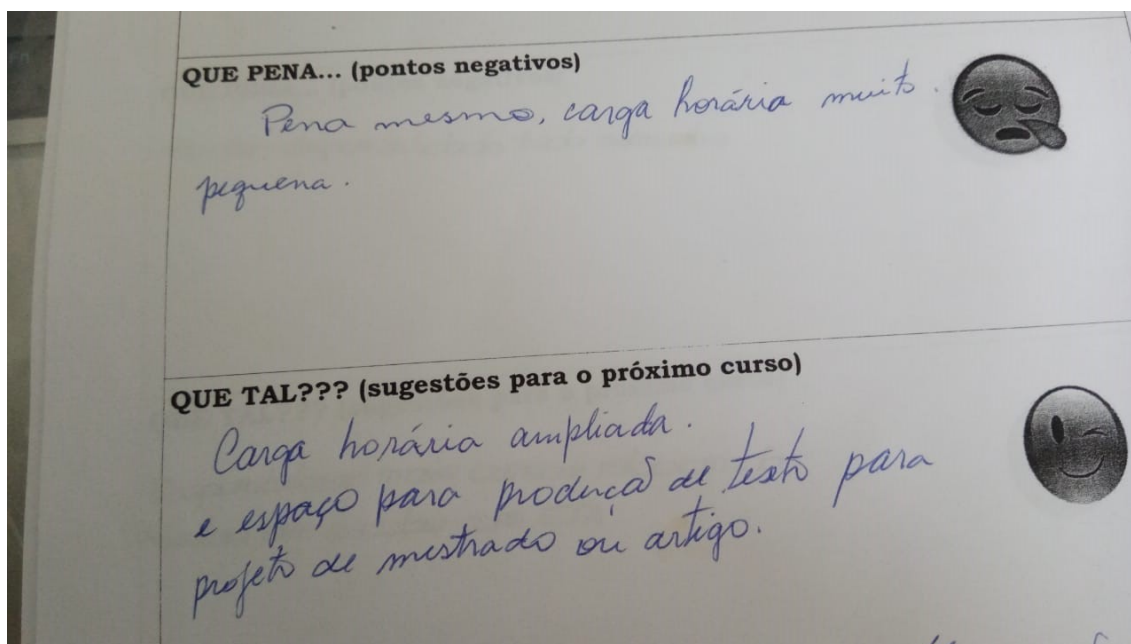 QUE PENA... (pontos negativos)
Pena mesmo, carga horária muito
pequena.
QUE TAL??? (sugestões para o próximo curso)
Carga horária ampliada.
e espaço para produção de texto para
projeto de mestrado ou artigo.